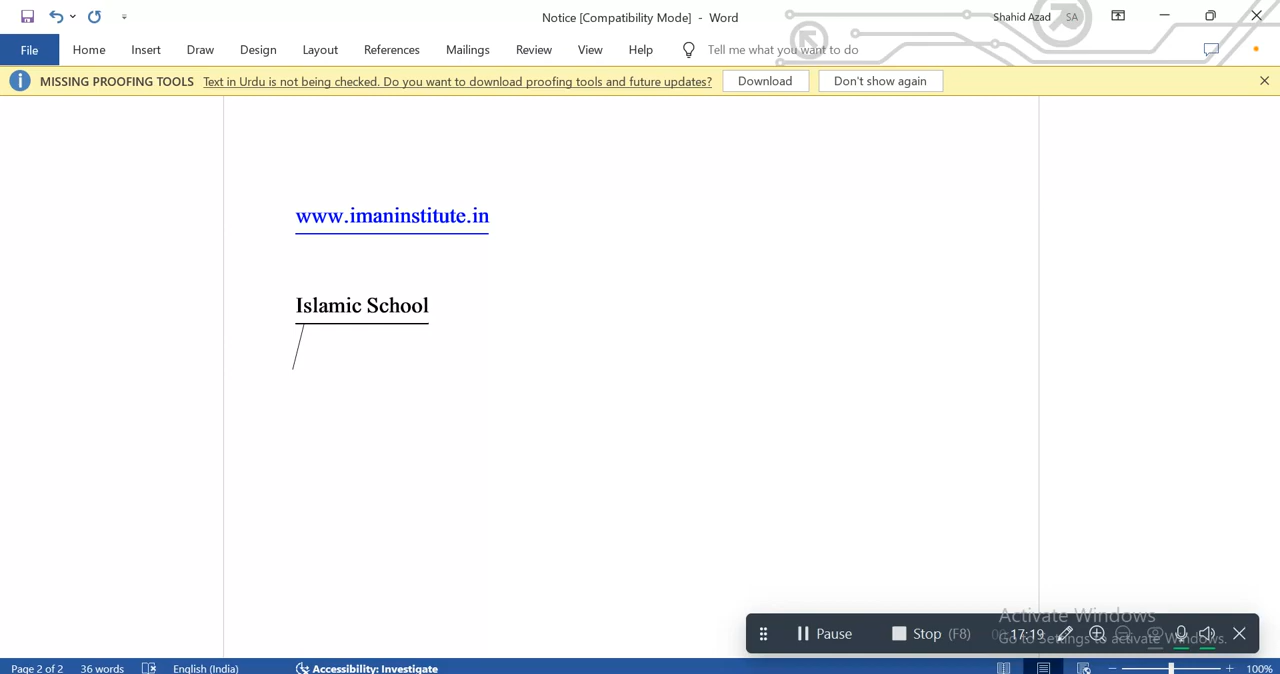 Notice [Compatibility Mode] - Word
Shahid Azad SA
File Home Insert Draw Design Layout References Mailings Review View Help Tell me what you want to do
MISSING PROOFING TOOLS Text in Urdu is not being checked. Do you want to download proofing tools and future updates? Download Don't show again
www.imaninstitute.in
Islamic School
Activate Windows
Go to Settings to activate Windows.
Pause Stop (F8) 17:19
Page 2 of 2 36 words English (India) Accessibility: Investigate 100%